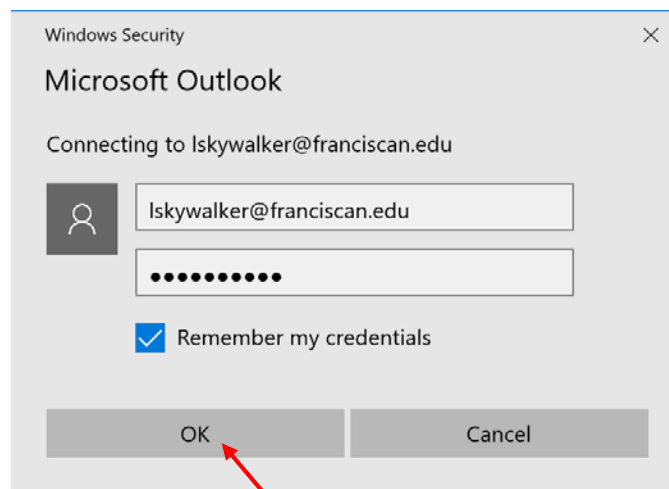 Windows Security
Microsoft Outlook
Connecting to lskywalker@franciscan.edu
lskywalker@franciscan.edu
●●●●●●●●●●
Remember my credentials
OK
Cancel